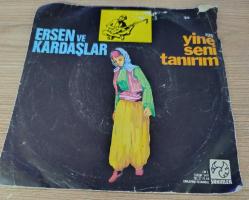 ERSEN VE
KARDAŞLAR
yine
seni
tanırım